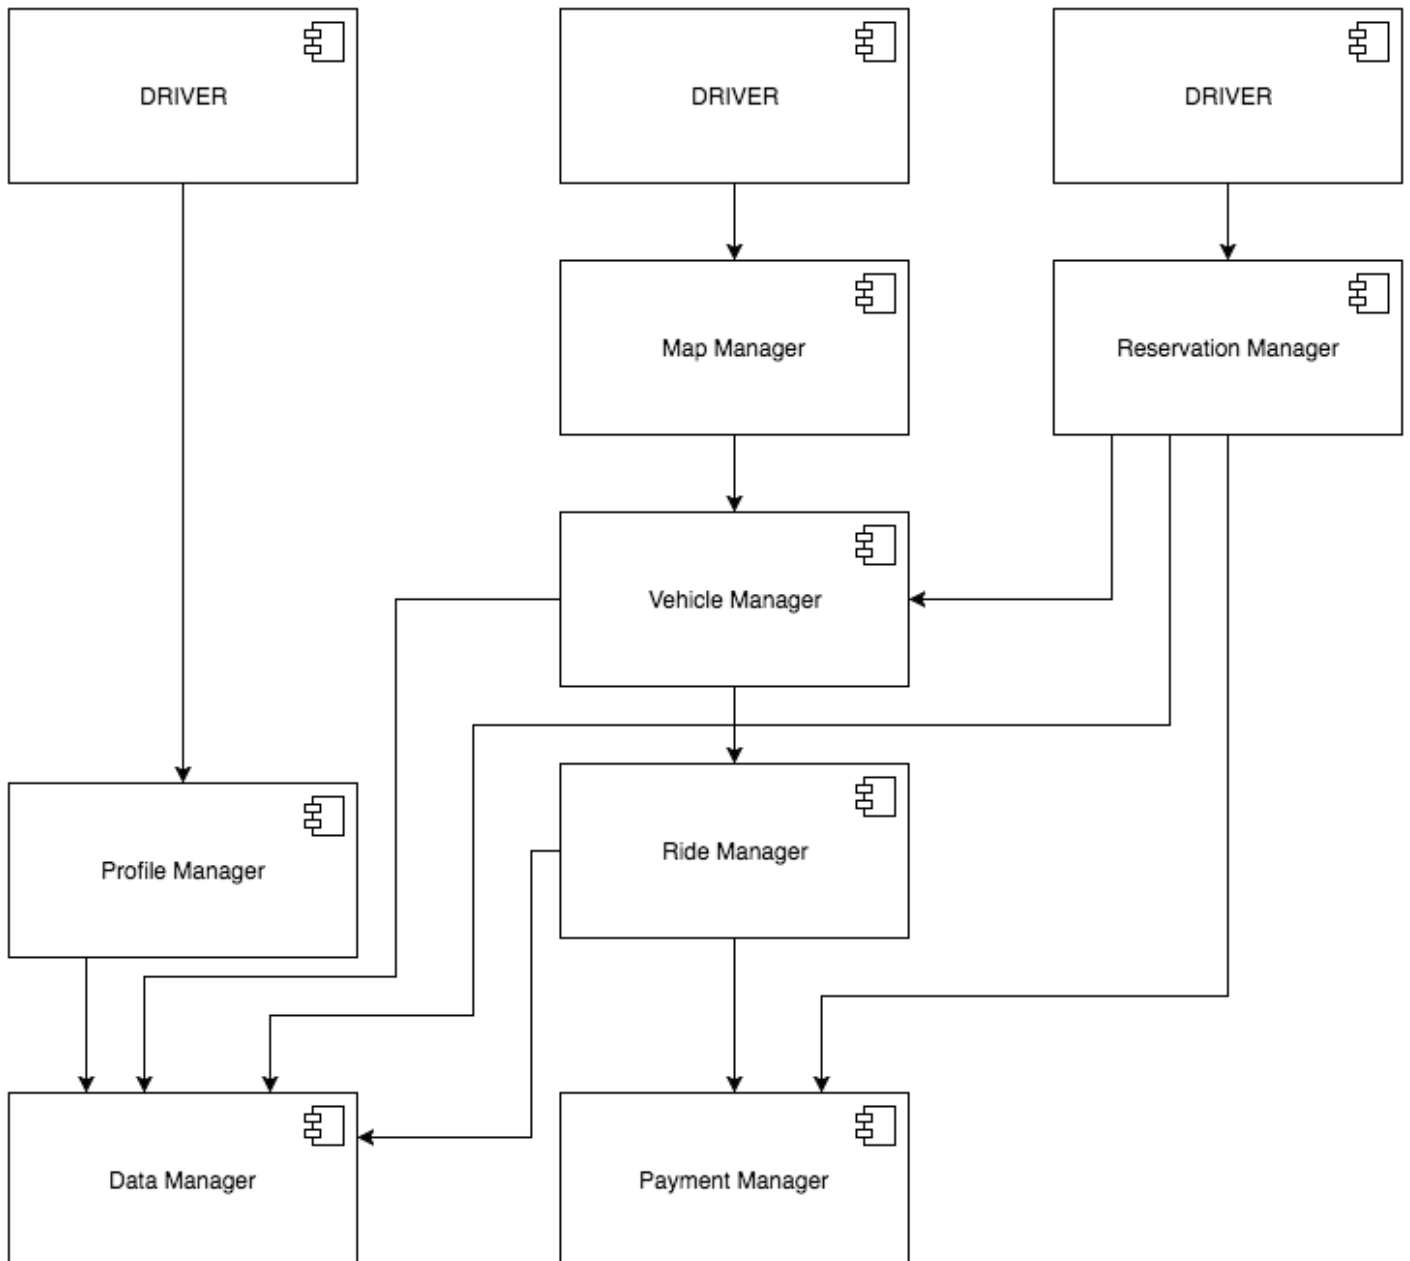 DRIVER
DRIVER
DRIVER
Map Manager
Reservation Manager
Vehicle Manager
Ride Manager
Profile Manager
Data Manager
Payment Manager